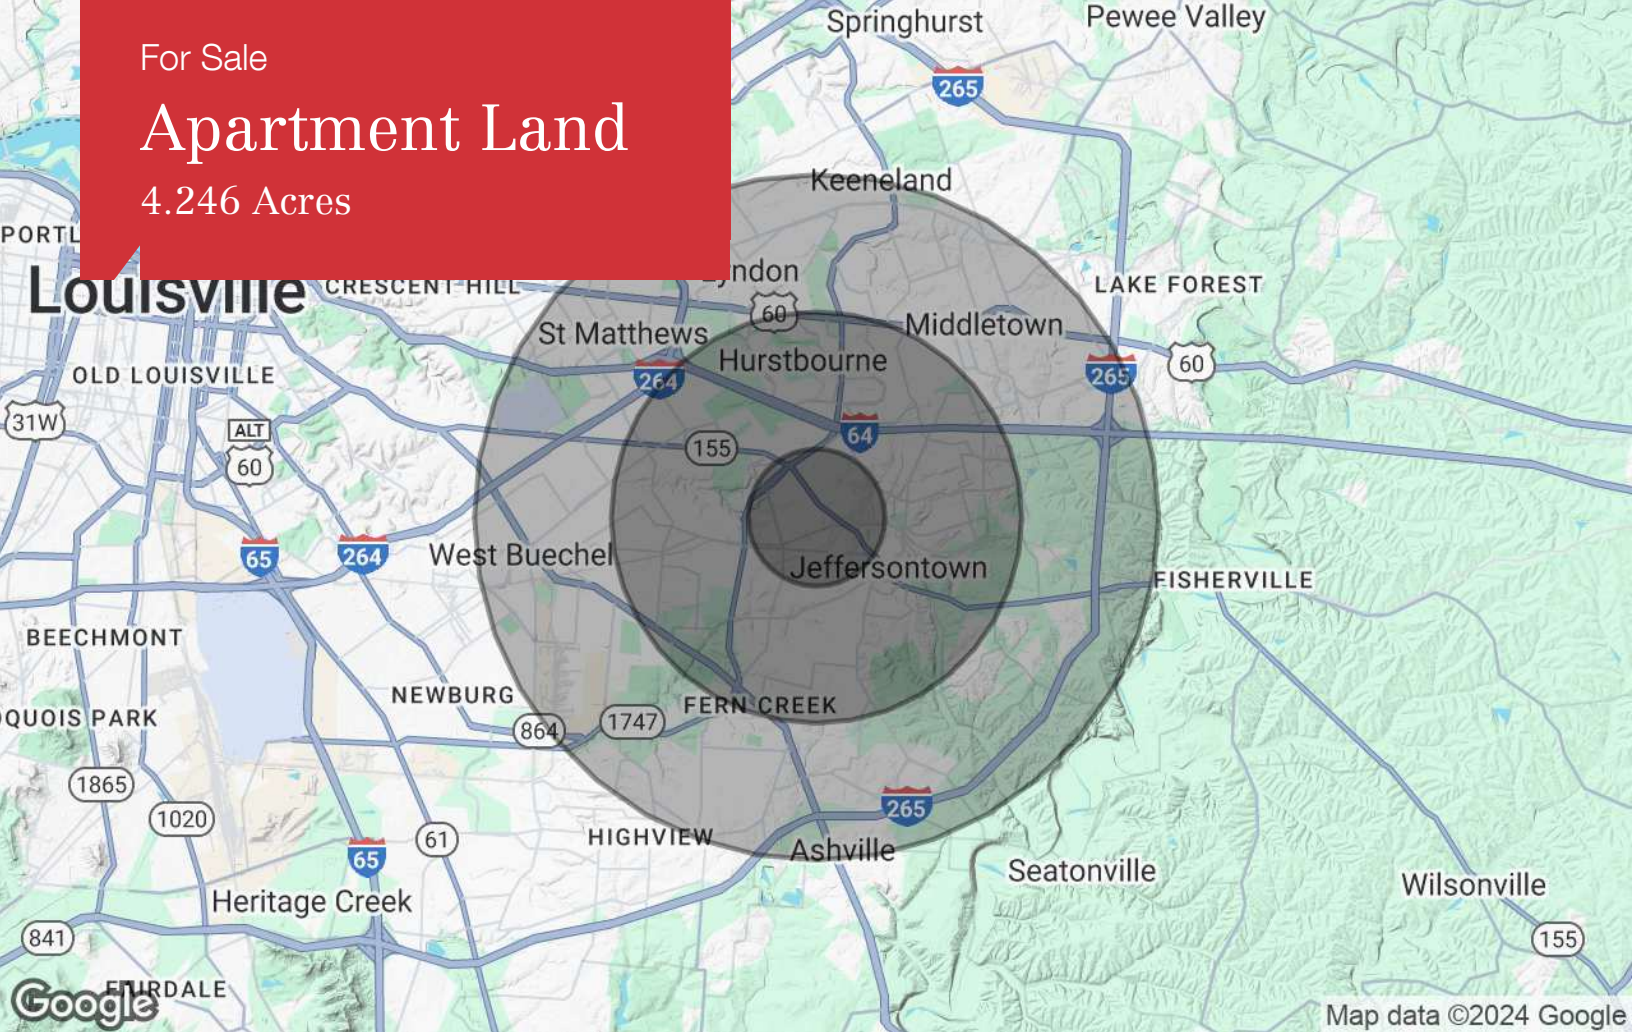 For Sale
Apartment Land
4.246 Acres
Springhurst
Pewee Valley
265
Keeneland
Louisville
CRESCENT HILL
LAKE FOREST
60
St Matthews
Middletown
Hurstbourne
264
265
60
OLD LOUISVILLE
31W
ALT
60
155
64
65
264
West Buechel
Jeffersontown
FISHERVILLE
BEECHMONT
NEWBURG
FERN CREEK
QUOIS PARK
864
1747
1865
1020
61
265
HIGHVIEW
Ashville
65
Seatonville
Wilsonville
Heritage Creek
841
155
Google
Map data ©2024 Google